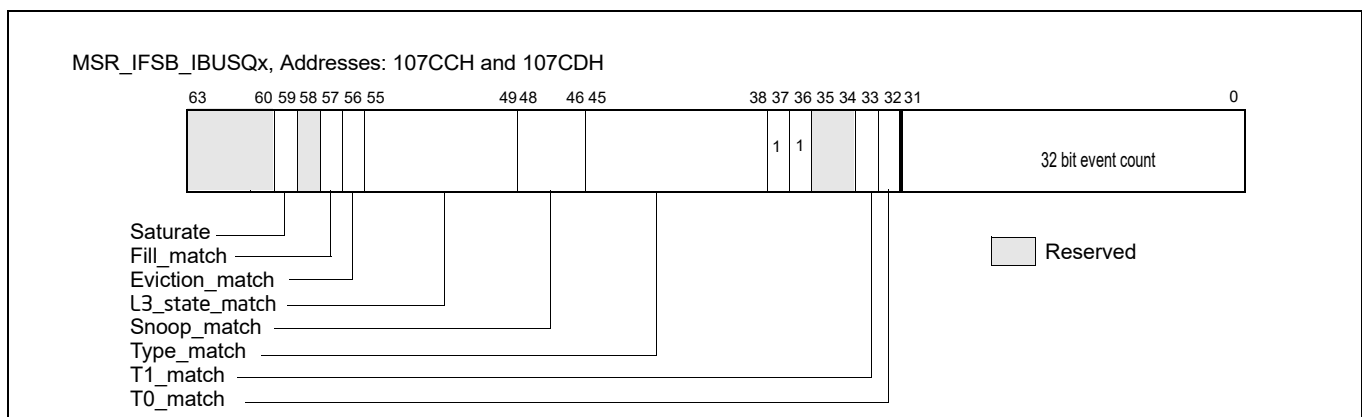 MSR_IFSB_IBUSQx, Addresses: 107CCH and 107CDH
63 60 59 58 57 56 55 49 48 46 45 38 37 36 35 34 33 32 31 0
1 1 32 bit event count
Saturate
Fill_match
Eviction_match
L3_state_match
Snoop_match
Type_match
T1_match
T0_match
Reserved